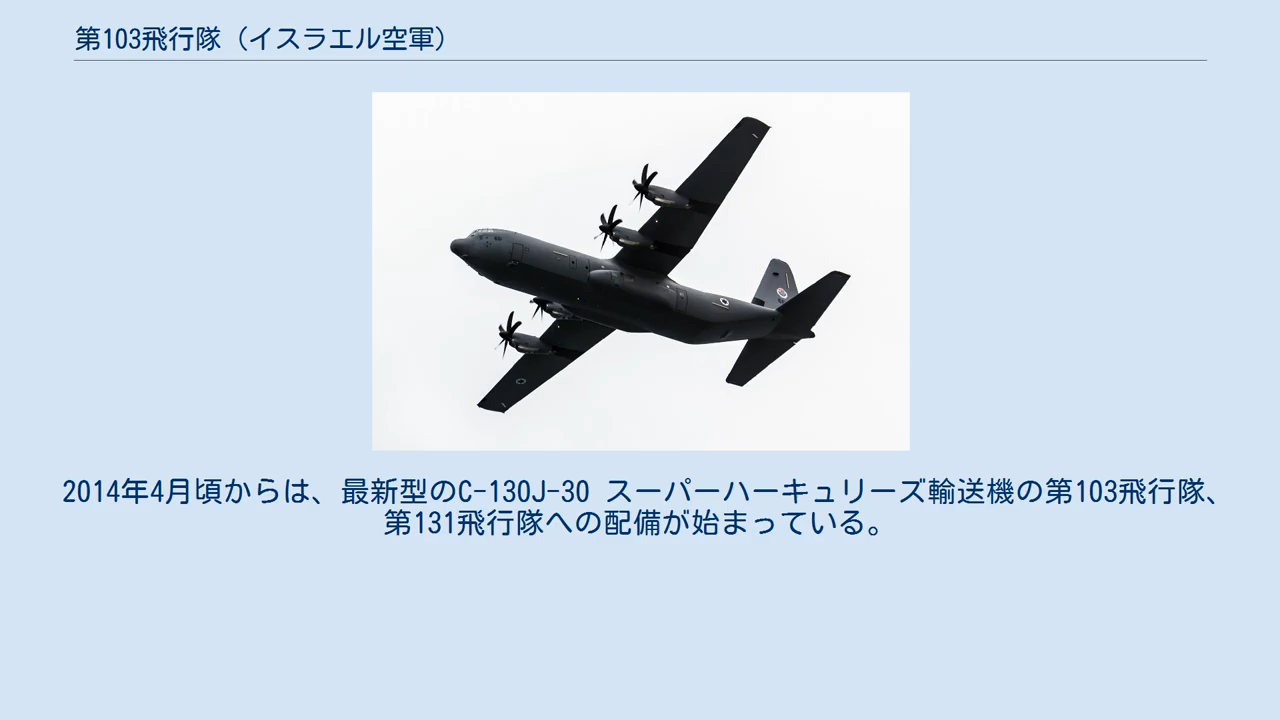 第103飛行隊（イスラエル空軍）
2014年4月頃からは、最新型のC-130J-30 スーパーハーキュリーズ輸送機の第103飛行隊、
第131飛行隊への配備が始まっている。